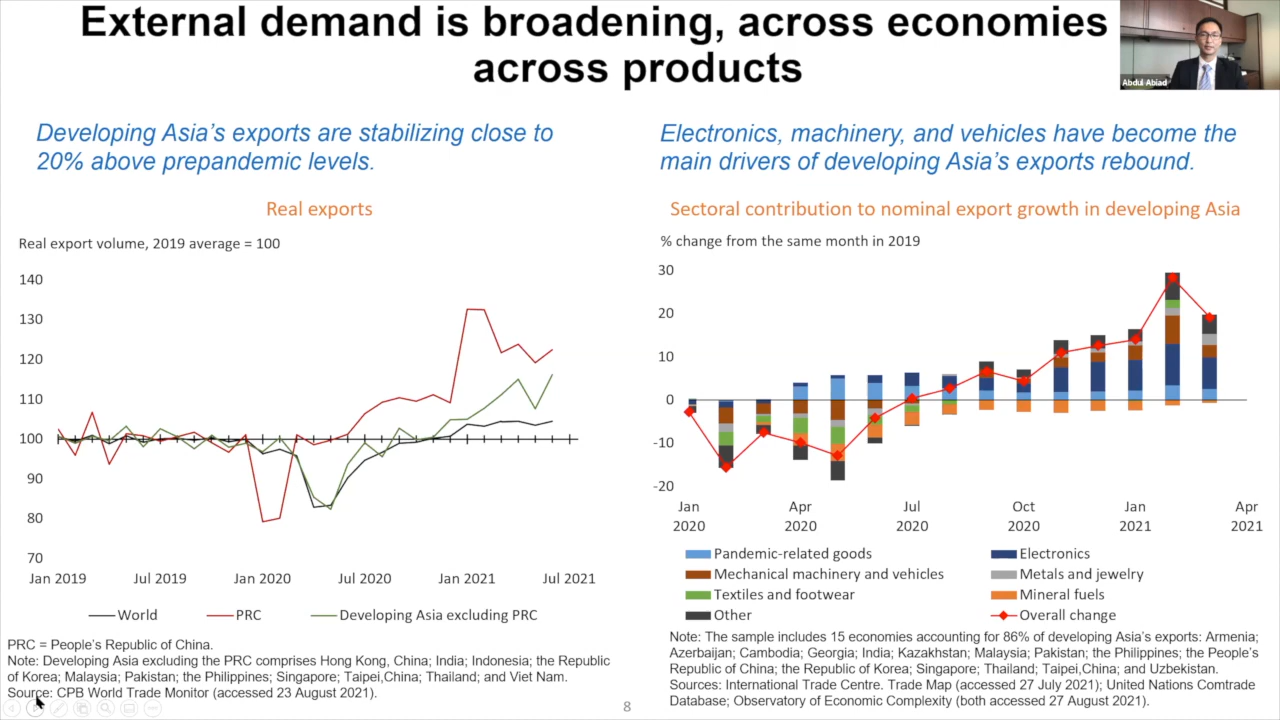 External demand is broadening, across economies
across products
Abdul Abiad
Developing Asia's exports are stabilizing close to
20% above prepandemic levels.
Real exports
Real export volume, 2019 average = 100
140
130
120
110
100
90
80
70
Jan 2019
Jul 2019
Jan 2020
Jul 2020
Jan 2021
Jul 2021
World
PRC
Developing Asia excluding PRC
PRC = People's Republic of China.
Note: Developing Asia excluding the PRC comprises Hong Kong, China; India; Indonesia; the Republic
of Korea; Malaysia; Pakistan; the Philippines; Singapore; Taipei,China; Thailand; and Viet Nam.
Source: CPB World Trade Monitor (accessed 23 August 2021).
Electronics, machinery, and vehicles have become the
main drivers of developing Asia's exports rebound.
Sectoral contribution to nominal export growth in developing Asia
% change from the same month in 2019
30
20
10
0
-10
-20
Jan
2020
Apr
2020
Jul
2020
Oct
2020
Jan
2021
Apr
2021
Pandemic-related goods
Electronics
Mechanical machinery and vehicles
Metals and jewelry
Textiles and footwear
Mineral fuels
Other
Overall change
Note: The sample includes 15 economies accounting for 86% of developing Asia's exports: Armenia;
Azerbaijan; Cambodia; Georgia; India; Kazakhstan; Malaysia; Pakistan; the Philippines; the People's
Republic of China; the Republic of Korea; Singapore; Thailand; Taipei,China; and Uzbekistan.
Sources: International Trade Centre. Trade Map (accessed 27 July 2021); United Nations Comtrade
Database; Observatory of Economic Complexity (both accessed 27 August 2021).
8